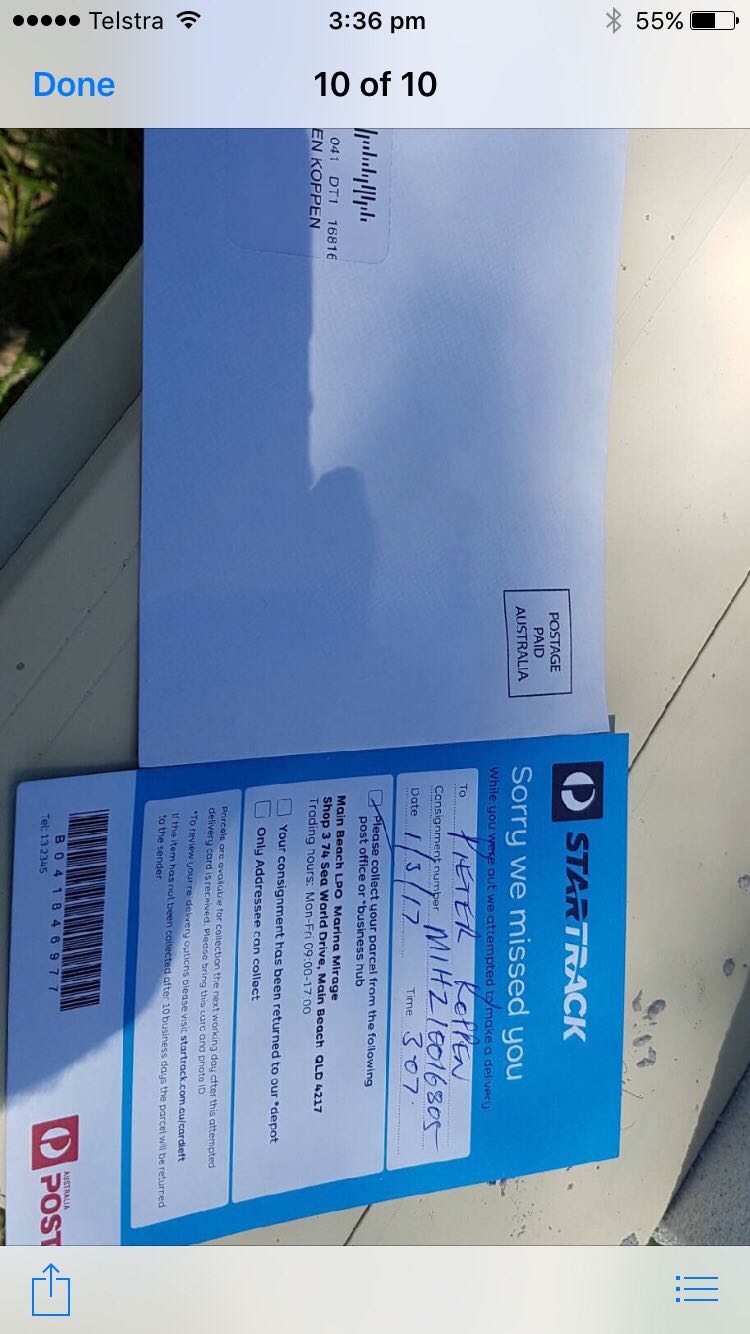 Telstra
3:36 pm
55%
Done
10 of 10
041 DT1 16816
EN KOPPEN
POSTAGE
PAID
AUSTRALIA
STARTRACK
Sorry we missed you
While you were out we attempted to make a delivery
To PIETER KOPPEN
Consignment number M1HZ10016805
Date 1/3/17 Time 3.07.
Please collect your parcel from the following
post office or *business hub
Main Beach LPO Marina Mirage
Shop 3 74 Sea World Drive, Main Beach QLD 4217
Trading hours: Mon-Fri 09:00-17:00
Your consignment has been returned to our *depot
Only Addressee can collect
Parcels are available for collection the next working day after this attempted
delivery card is received. Please bring this card and photo ID
*To review your re-delivery options please visit startrack.com.au/cardleft
If the item has not been collected after 10 business days the parcel will be returned
to the sender.
B 0 4 1 8 4 6 9 7 7
Tel: 13 2345
AUSTRALIA
POST